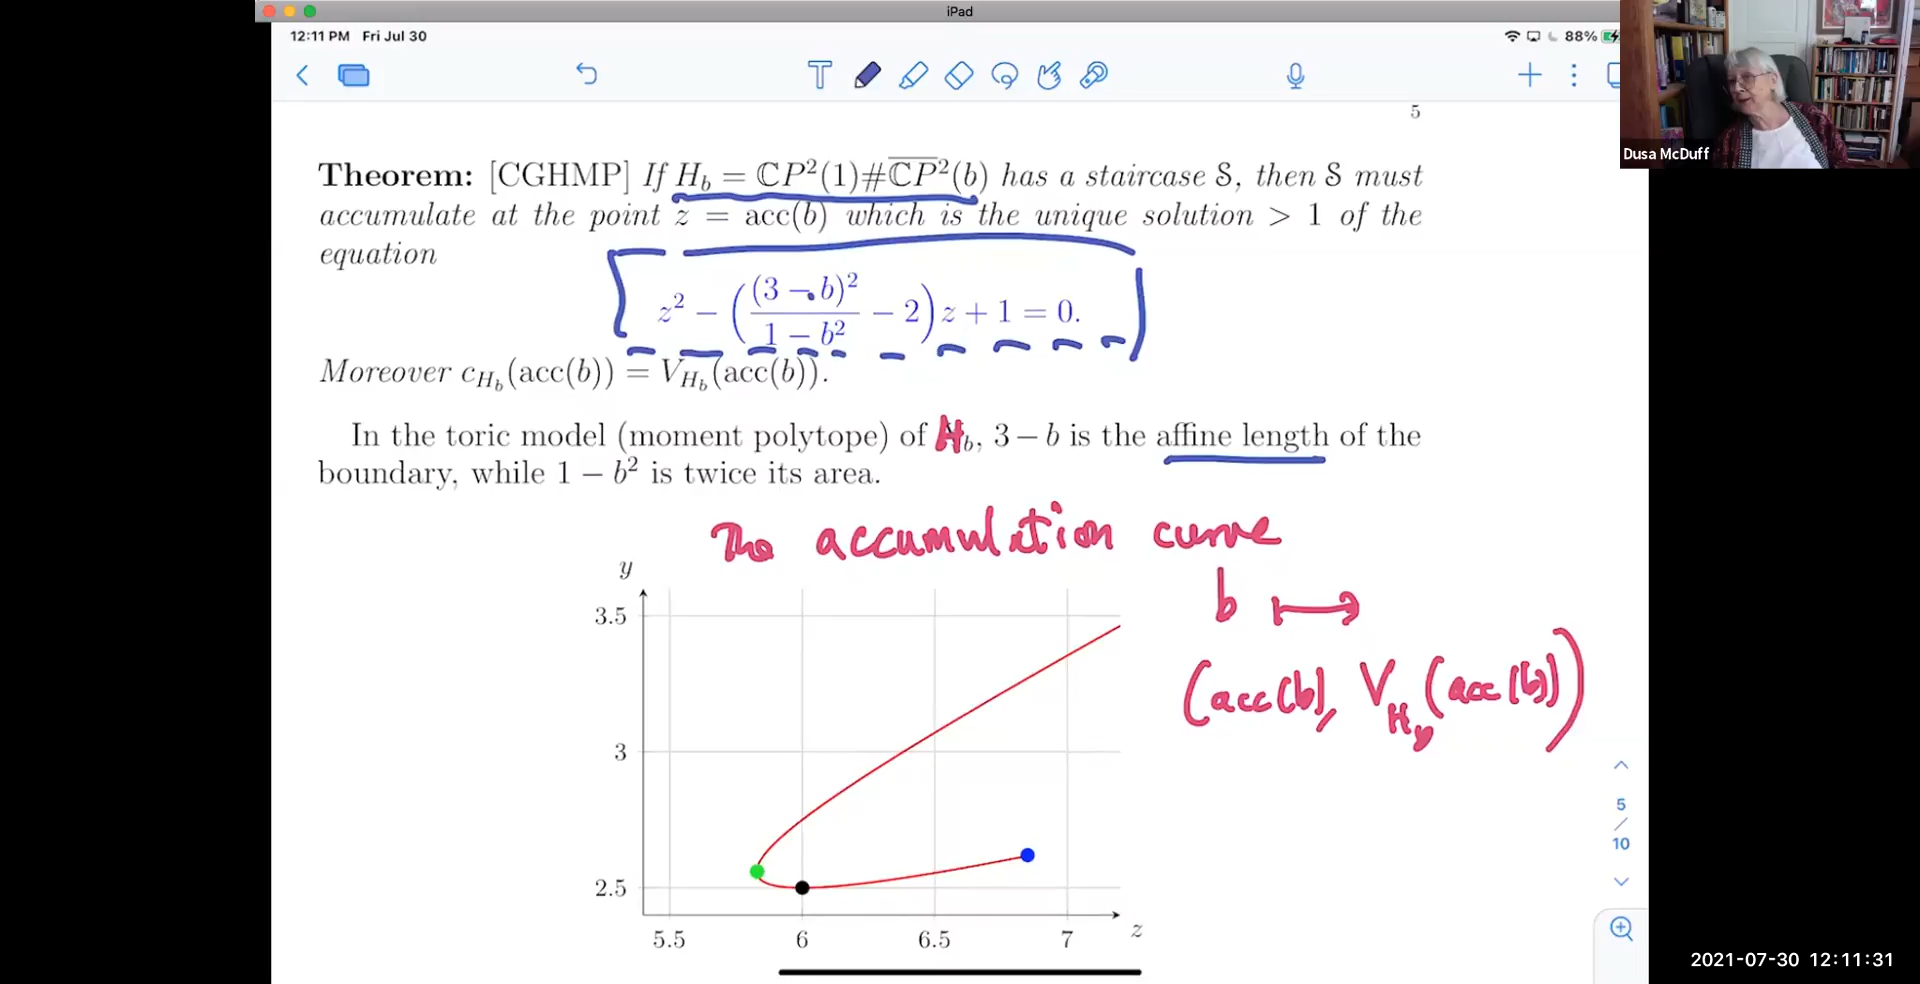 iPad
12:11 PM Fri Jul 30
88%
Dusa McDuff
5
Theorem: [CGHMP] If H_b = ℂP²(1)#\overline{ℂP}²(b) has a staircase 𝒮, then 𝒮 must
accumulate at the point z = acc(b) which is the unique solution > 1 of the
equation
z² − ((3 − b)²/(1 − b²) − 2)z + 1 = 0.
Moreover c_{H_b}(acc(b)) = V_{H_b}(acc(b)).
In the toric model (moment polytope) of H_b, 3 − b is the affine length of the
boundary, while 1 − b² is twice its area.
The accumulation curve
b ↦
(acc(b), V_{H_b}(acc(b)))
y
3.5
3
2.5
5.5 6 6.5 7 z
5
/
10
2021-07-30 12:11:31